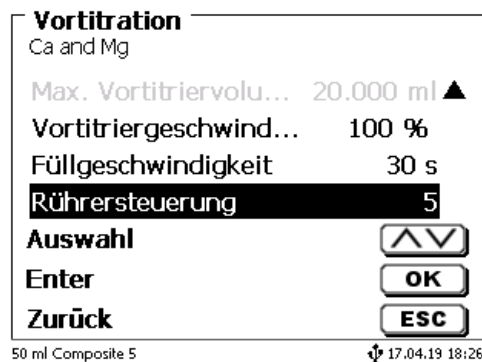 Vortitration
Ca and Mg
Max. Vortitriervolu... 20.000 ml
Vortitriergeschwind... 100 %
Füllgeschwindigkeit 30 s
Rührersteuerung 5
Auswahl
Enter OK
Zurück ESC
50 ml Composite 5 17.04.19 18:26